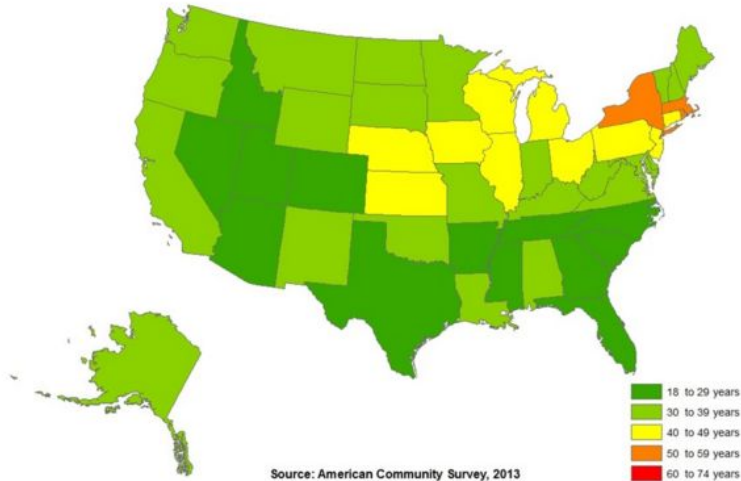 18 to 29 years
30 to 39 years
40 to 49 years
50 to 59 years
60 to 74 years
Source: American Community Survey, 2013